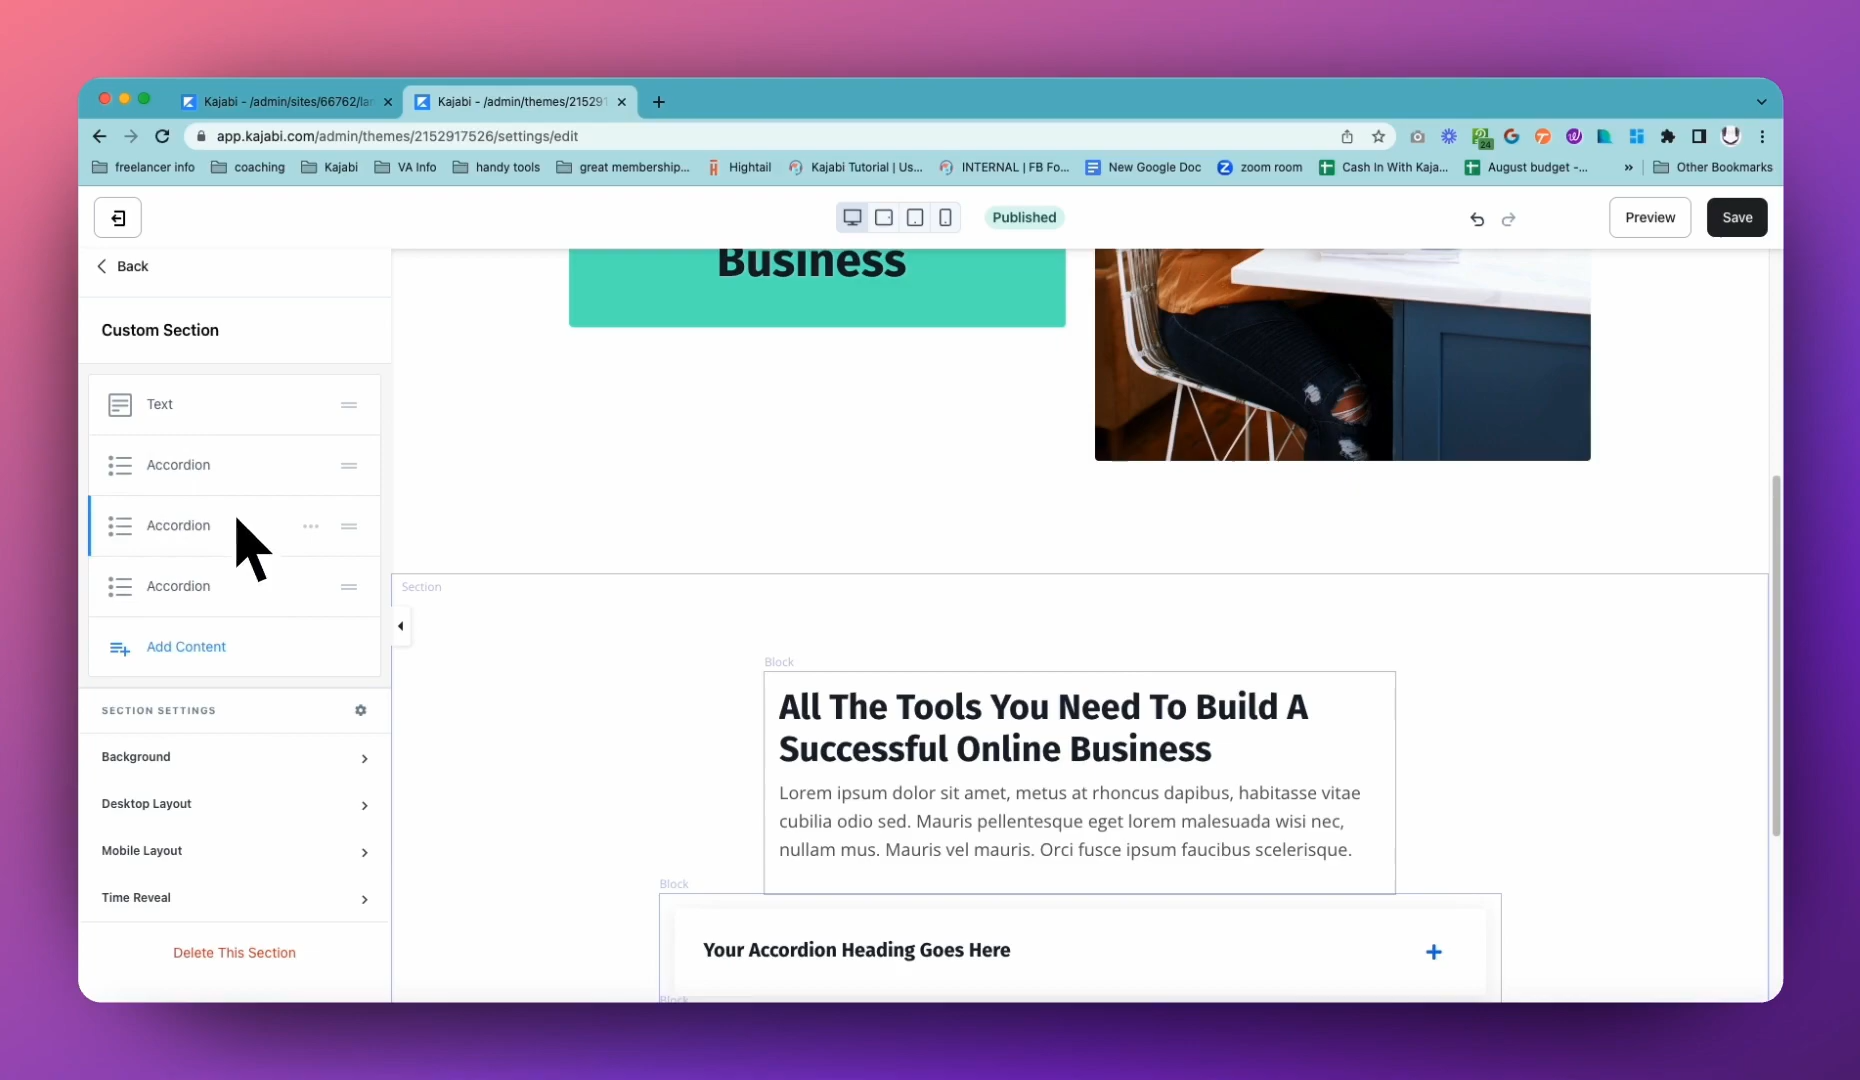 Kajabi - /admin/sites/66762/lan
Kajabi - /admin/themes/215291
app.kajabi.com/admin/themes/2152917526/settings/edit
24
freelancer info
coaching
Kajabi
VA Info
handy tools
great membership...
Hightail
Kajabi Tutorial | Us...
INTERNAL | FB Fo...
New Google Doc
zoom room
Cash In With Kaja...
August budget -...
»
Other Bookmarks
Published
Preview
Save
Back
Custom Section
Text
Accordion
Accordion
Accordion
Add Content
SECTION SETTINGS
Background
Desktop Layout
Mobile Layout
Time Reveal
Delete This Section
Business
Section
Block
All The Tools You Need To Build A
Successful Online Business
Lorem ipsum dolor sit amet, metus at rhoncus dapibus, habitasse vitae
cubilia odio sed. Mauris pellentesque eget lorem malesuada wisi nec,
nullam mus. Mauris vel mauris. Orci fusce ipsum faucibus scelerisque.
Block
Your Accordion Heading Goes Here
Block